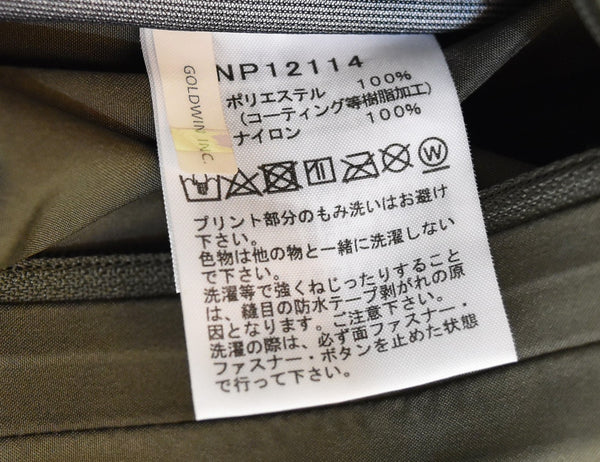 NP12114
GOLDWIN INC.
ポリエステル 100%
(コーティング等樹脂加工)
ナイロン 100%
W
プリント部分のもみ洗いはお避け
下さい。
色物は他の物と一緒に洗濯しない
で下さい。
洗濯等で強くねじったりすること
は、縫目の防水テープ剥がれの原
因となります。ご注意下さい。
洗濯の際は、必ず面ファスナー・
ファスナー・ボタンを止めた状態
で行って下さい。